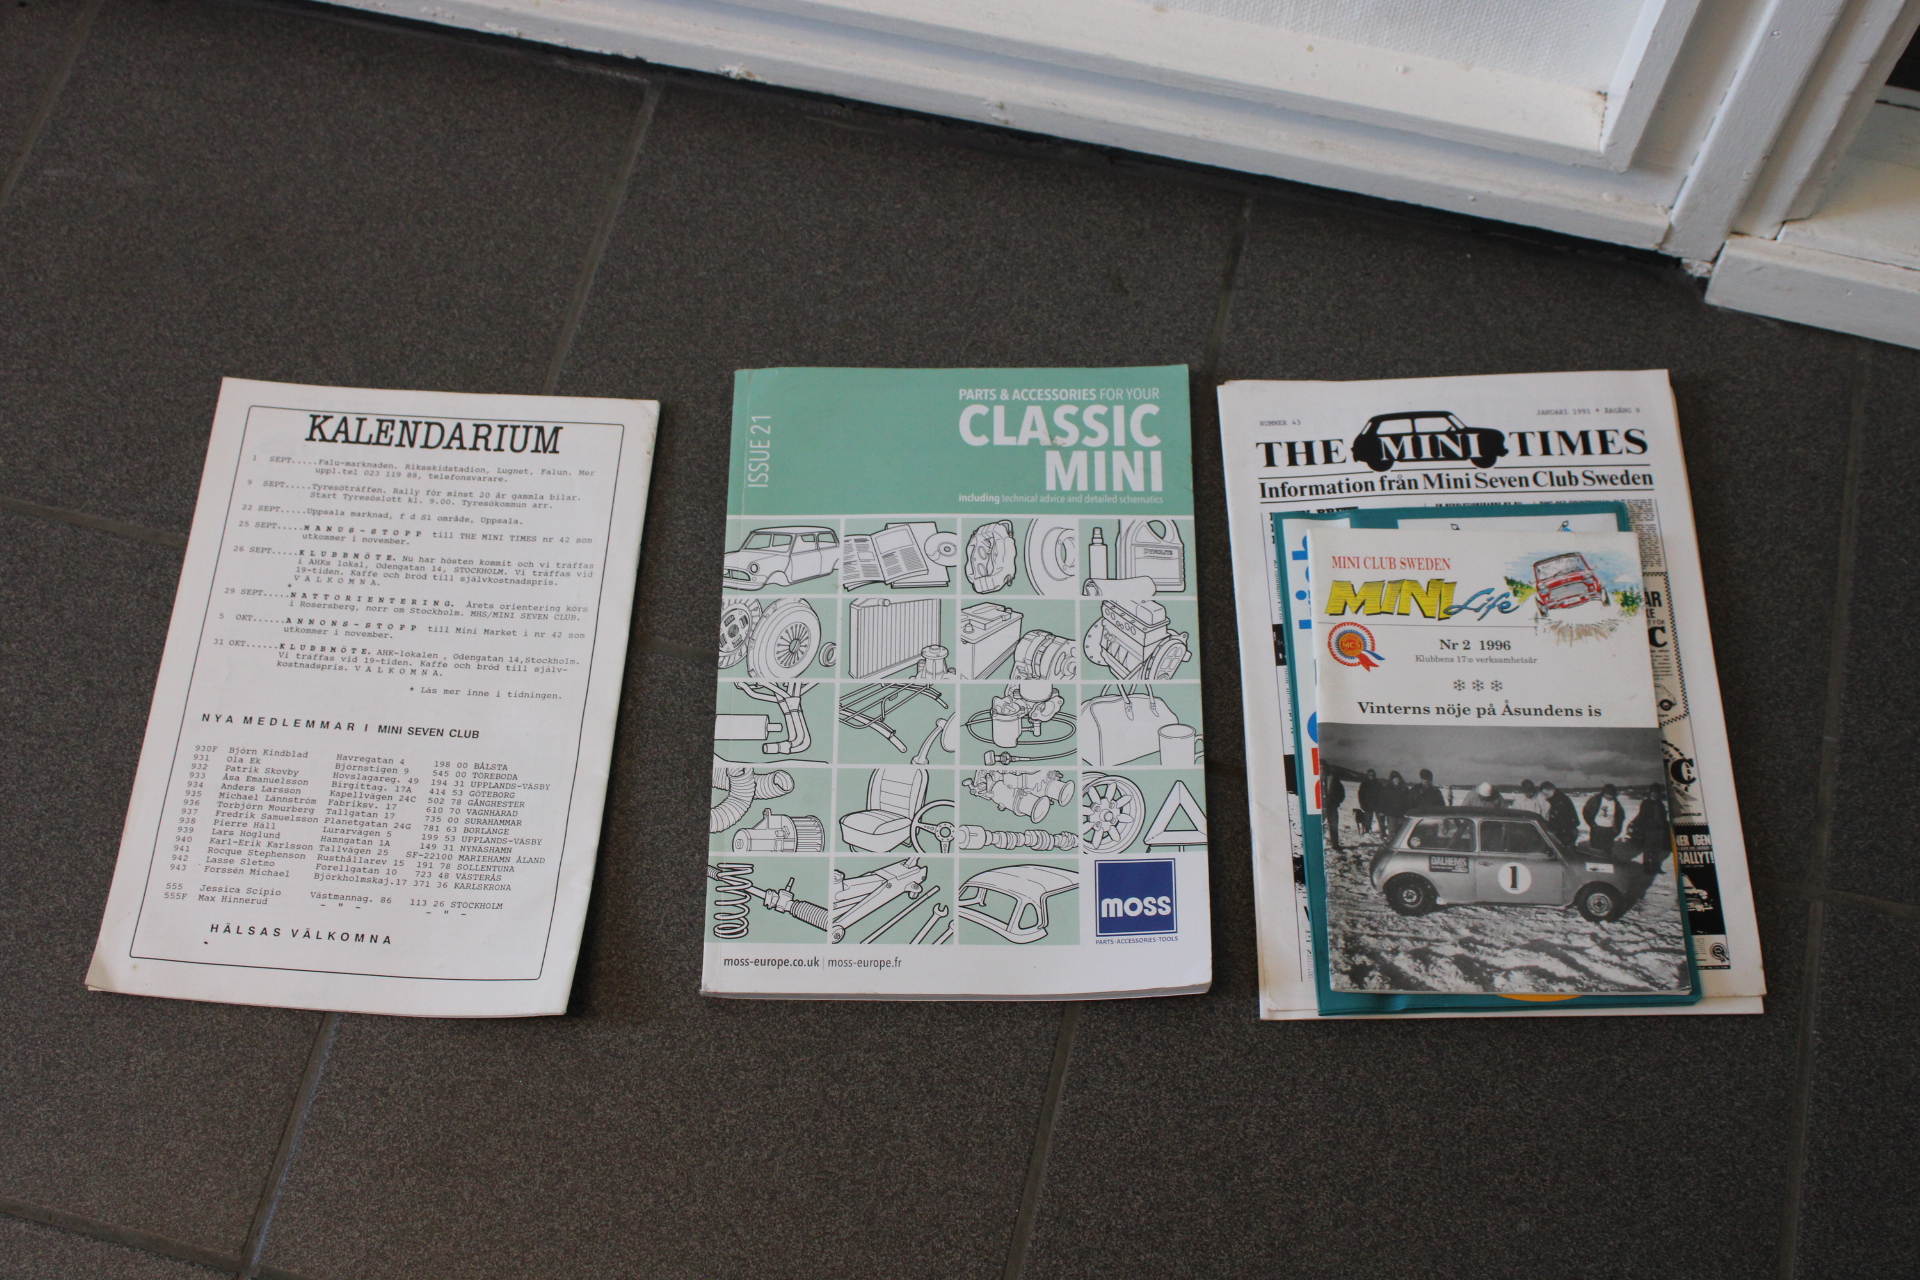 KALENDARIUM
1 SEPT.....Falu-marknaden. Riksskidstadion, Lugnet, Falun. Mer
uppl.tel 023 119 88, telefonsvarare.
9 SEPT.....Tyresöträffen. Rally för minst 20 år gamla bilar.
Start Tyresöslott kl. 9.00. Tyresökommun arr.
22 SEPT.....Uppsala marknad, f d Si område, Uppsala.
25 SEPT.....MANUS-STOPP till THE MINI TIMES nr 42 som
utkommer i november.
26 SEPT.....KLUBBMÖTE. Nu har hösten kommit och vi träffas
i AHKs lokal, Odengatan 14, STOCKHOLM. Vi träffas vid
19-tiden. Kaffe och bröd till självkostnadspris.
VÄLKOMNA.
*
29 SEPT.....NATTORIENTERING. Årets orientering körs
i Rosersberg, norr om Stockholm. MHS/MINI SEVEN CLUB.
5 OKT......ANNONS-STOPP till Mini Market i nr 42 som
utkommer i november.
31 OKT......KLUBBMÖTE. AHK-lokalen , Odengatan 14,Stockholm.
Vi träffas vid 19-tiden. Kaffe och bröd till själv-
kostnadspris. VÄLKOMNA.
* Läs mer inne i tidningen.
NYA MEDLEMMAR I MINI SEVEN CLUB
930F Björn Kindblad Havregatan 4 198 00 BÅLSTA
931 Ola Ek Björnstigen 9 545 00 TÖREBODA
932 Patrik Skovby Hovslagareg. 49 194 31 UPPLANDS-VÄSBY
933 Åsa Emanuelsson Birgittag. 17A 414 53 GÖTEBORG
934 Anders Larsson Kapellvägen 24C 502 78 GÅNGHESTER
935 Michael Lännström Fabriksv. 17 610 70 VAGNHÄRAD
936 Torbjörn Mourberg Tallgatan 17 735 00 SURAHAMMAR
937 Fredrik Samuelsson Planetgatan 24G 781 63 BORLÄNGE
938 Pierre Häll Lurarvägen 5 199 53 UPPLANDS-VÄSBY
939 Lars Höglund Hamngatan 1A 149 31 NYNÄSHAMN
940 Karl-Erik Karlsson Tallvägen 25 SF-22100 MARIEHAMN ÅLAND
941 Rocque Stephenson Rusthållarev 15 191 78 SOLLENTUNA
942 Lasse Sletmo Forellgatan 10 723 48 VÄSTERÅS
943 Forssen Michael Björkholmskaj.17 371 36 KARLSKRONA
555 Jessica Scipio Västmannag. 86 113 26 STOCKHOLM
555F Max Hinnerud - " - - " -
HÄLSAS VÄLKOMNA
ISSUE 21
PARTS & ACCESSORIES FOR YOUR
CLASSIC
MINI
including technical advice and detailed schematics
moss
PARTS•ACCESSORIES•TOOLS
moss-europe.co.uk | moss-europe.fr
NUMMER 43
JANUARI 1991 * ÅRGÅNG 9
THE MINI TIMES
Information från Mini Seven Club Sweden
MINI CLUB SWEDEN
MINI Life
Nr 2 1996
Klubbens 17:e verksamhetsår
Vinterns nöje på Åsundens is
DALHEMS
1
RALLYT!